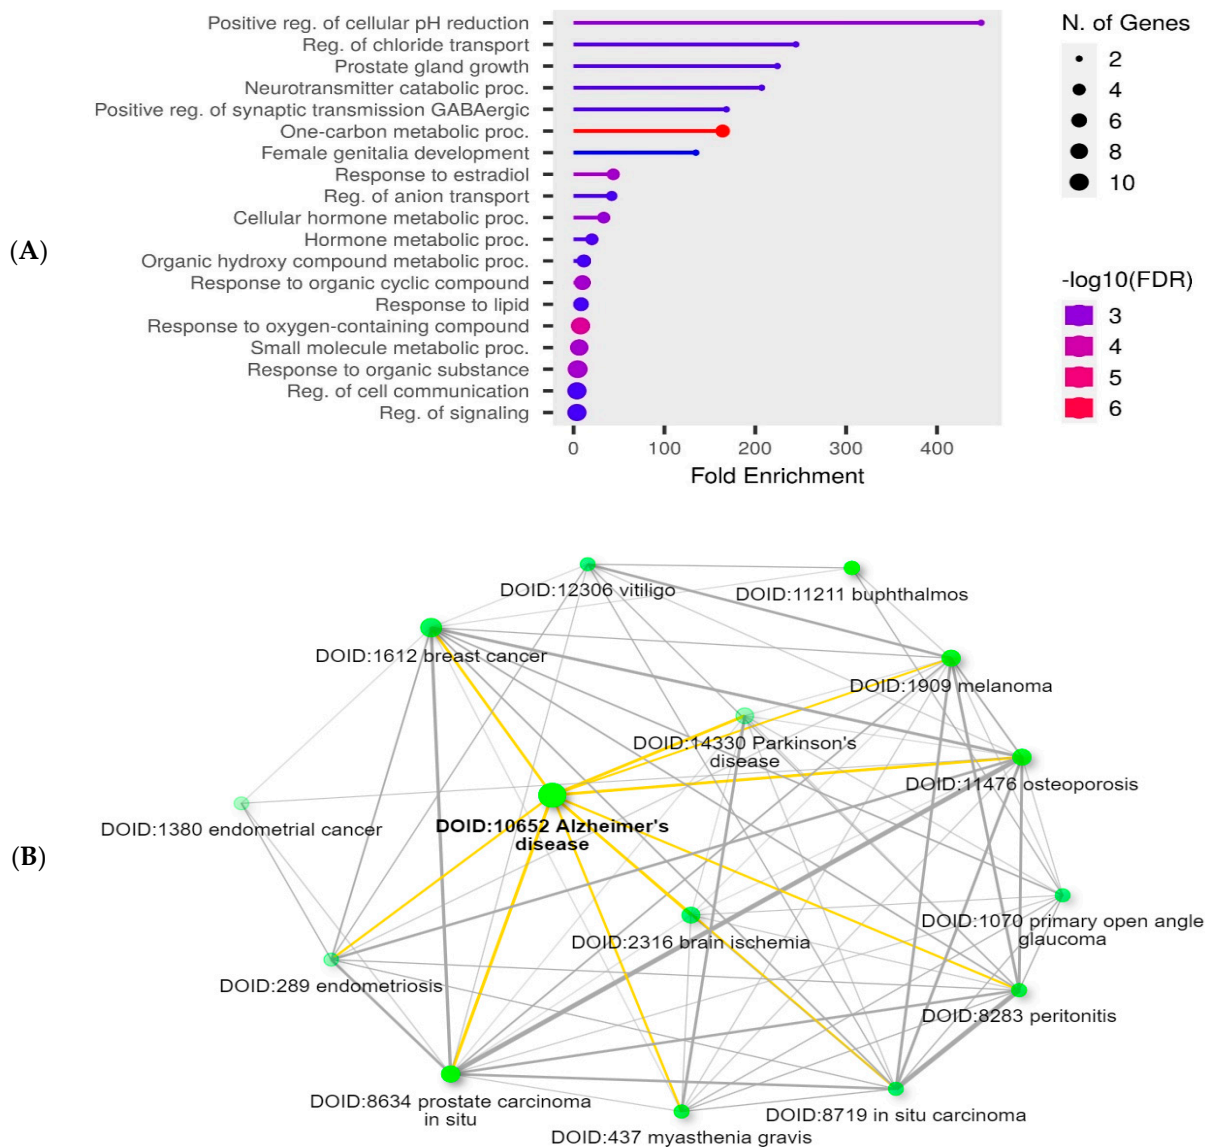 (A)
Positive reg. of cellular pH reduction
Reg. of chloride transport
Prostate gland growth
Neurotransmitter catabolic proc.
Positive reg. of synaptic transmission GABAergic
One-carbon metabolic proc.
Female genitalia development
Response to estradiol
Reg. of anion transport
Cellular hormone metabolic proc.
Hormone metabolic proc.
Organic hydroxy compound metabolic proc.
Response to organic cyclic compound
Response to lipid
Response to oxygen-containing compound
Small molecule metabolic proc.
Response to organic substance
Reg. of cell communication
Reg. of signaling
0 100 200 300 400
Fold Enrichment
N. of Genes
2
4
6
8
10
-log10(FDR)
3
4
5
6
(B)
DOID:12306 vitiligo
DOID:11211 buphthalmos
DOID:1612 breast cancer
DOID:1909 melanoma
DOID:14330 Parkinson's
disease
DOID:11476 osteoporosis
DOID:1380 endometrial cancer
DOID:10652 Alzheimer's
disease
DOID:1070 primary open angle
glaucoma
DOID:2316 brain ischemia
DOID:289 endometriosis
DOID:8283 peritonitis
DOID:8634 prostate carcinoma
in situ
DOID:8719 in situ carcinoma
DOID:437 myasthenia gravis